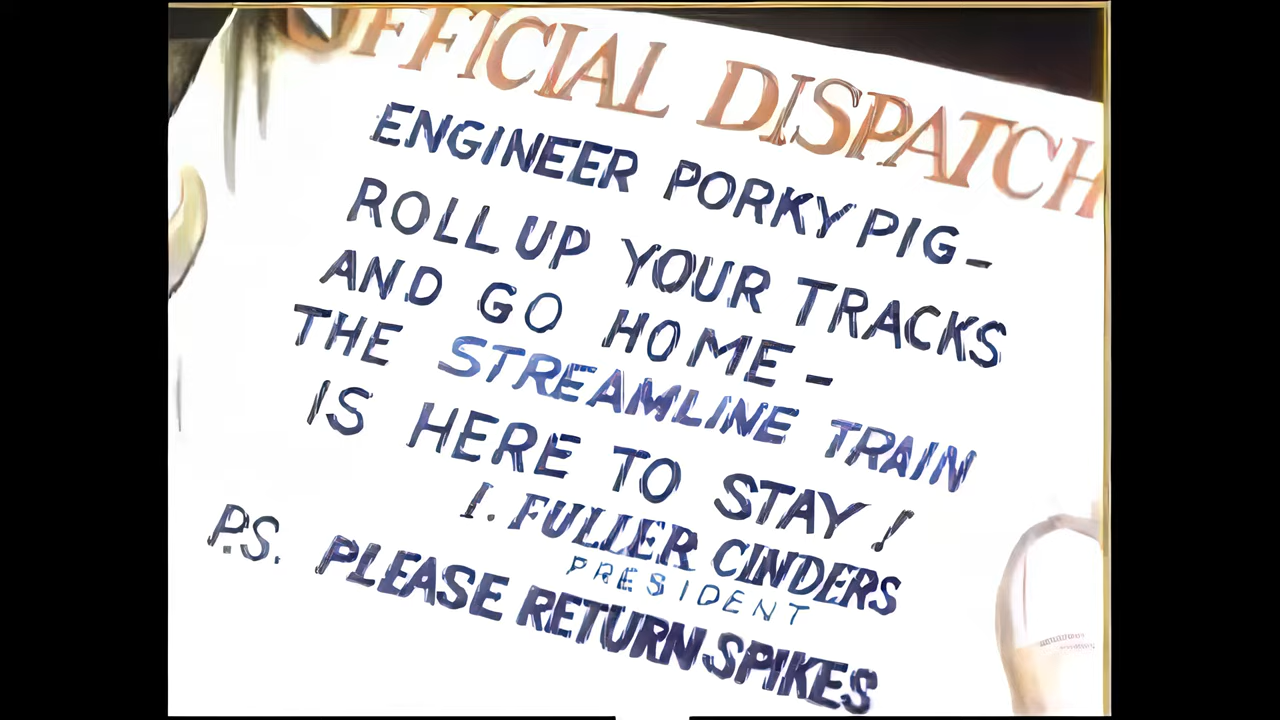 OFFICIAL DISPATCH
ENGINEER PORKY PIG-
ROLL UP YOUR TRACKS
AND GO HOME-
THE STREAMLINE TRAIN
IS HERE TO STAY!
I. FULLER CINDERS
PRESIDENT
P.S. PLEASE RETURN SPIKES